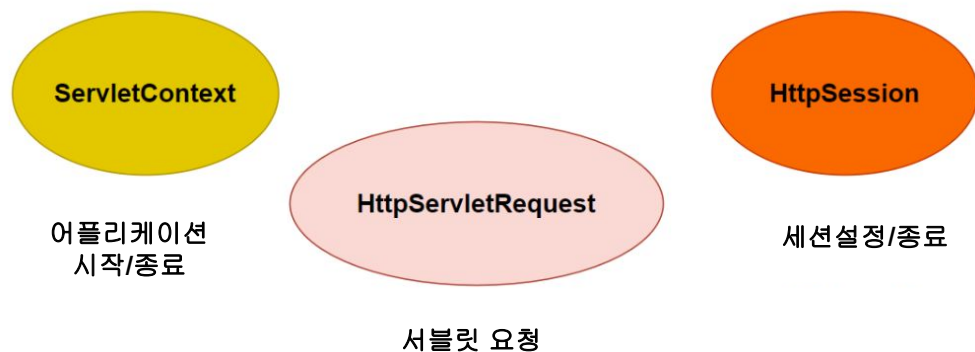 ServletContext
HttpSession
HttpServletRequest
어플리케이션
시작/종료
세션설정/종료
서블릿 요청